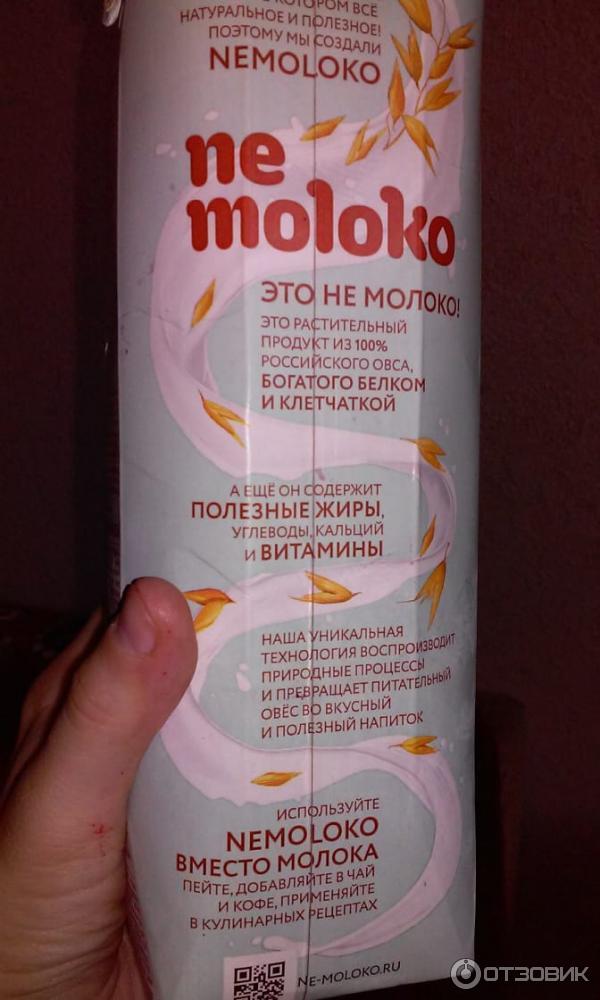 КОТОРОМ ВСЁ
НАТУРАЛЬНОЕ И ПОЛЕЗНОЕ!
ПОЭТОМУ МЫ СОЗДАЛИ
NEMOLOKO
ne
moloko
ЭТО НЕ МОЛОКО!
ЭТО РАСТИТЕЛЬНЫЙ
ПРОДУКТ ИЗ 100%
РОССИЙСКОГО ОВСА,
БОГАТОГО БЕЛКОМ
И КЛЕТЧАТКОЙ
А ЕЩЁ ОН СОДЕРЖИТ
ПОЛЕЗНЫЕ ЖИРЫ,
УГЛЕВОДЫ, КАЛЬЦИЙ
И ВИТАМИНЫ
НАША УНИКАЛЬНАЯ
ТЕХНОЛОГИЯ ВОСПРОИЗВОДИТ
ПРИРОДНЫЕ ПРОЦЕССЫ
И ПРЕВРАЩАЕТ ПИТАТЕЛЬНЫЙ
ОВЁС ВО ВКУСНЫЙ
И ПОЛЕЗНЫЙ НАПИТОК
ИСПОЛЬЗУЙТЕ
NEMOLOKO
ВМЕСТО МОЛОКА
ПЕЙТЕ, ДОБАВЛЯЙТЕ В ЧАЙ
И КОФЕ, ПРИМЕНЯЙТЕ
В КУЛИНАРНЫХ РЕЦЕПТАХ
NE-MOLOKO.RU
ОТЗОВИК